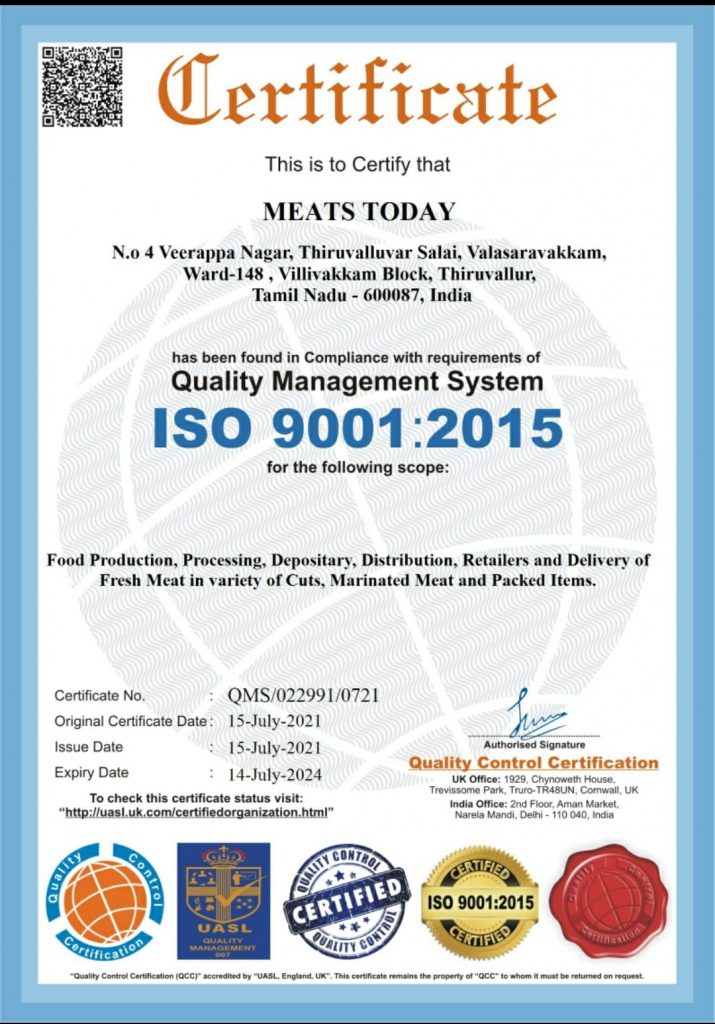 Certificate
This is to Certify that
MEATS TODAY
N.o 4 Veerappa Nagar, Thiruvalluvar Salai, Valasaravakkam,
Ward-148 , Villivakkam Block, Thiruvallur,
Tamil Nadu - 600087, India
has been found in Compliance with requirements of
Quality Management System
ISO 9001:2015
for the following scope:
Food Production, Processing, Depositary, Distribution, Retailers and Delivery of
Fresh Meat in variety of Cuts, Marinated Meat and Packed Items.
Certificate No. : QMS/022991/0721
Original Certificate Date : 15-July-2021
Issue Date : 15-July-2021
Expiry Date : 14-July-2024
To check this certificate status visit:
“http://uasl.uk.com/certifiedorganization.html”
Authorised Signature
Quality Control Certification
UK Office: 1929, Chynoweth House,
Trevissome Park, Truro-TR48UN, Cornwall, UK
India Office: 2nd Floor, Aman Market,
Narela Mandi, Delhi - 110 040, India
Quality Control
Certification
UASL
QUALITY
MANAGEMENT
007
QUALITY CONTROL
CERTIFIED
QUALITY CONTROL
CERTIFIED
ISO 9001:2015
CERTIFIED
Quality Control
Certification
“Quality Control Certification (QCC)” accredited by “UASL, England, UK”. This certificate remains the property of “QCC” to whom it must be returned on request.